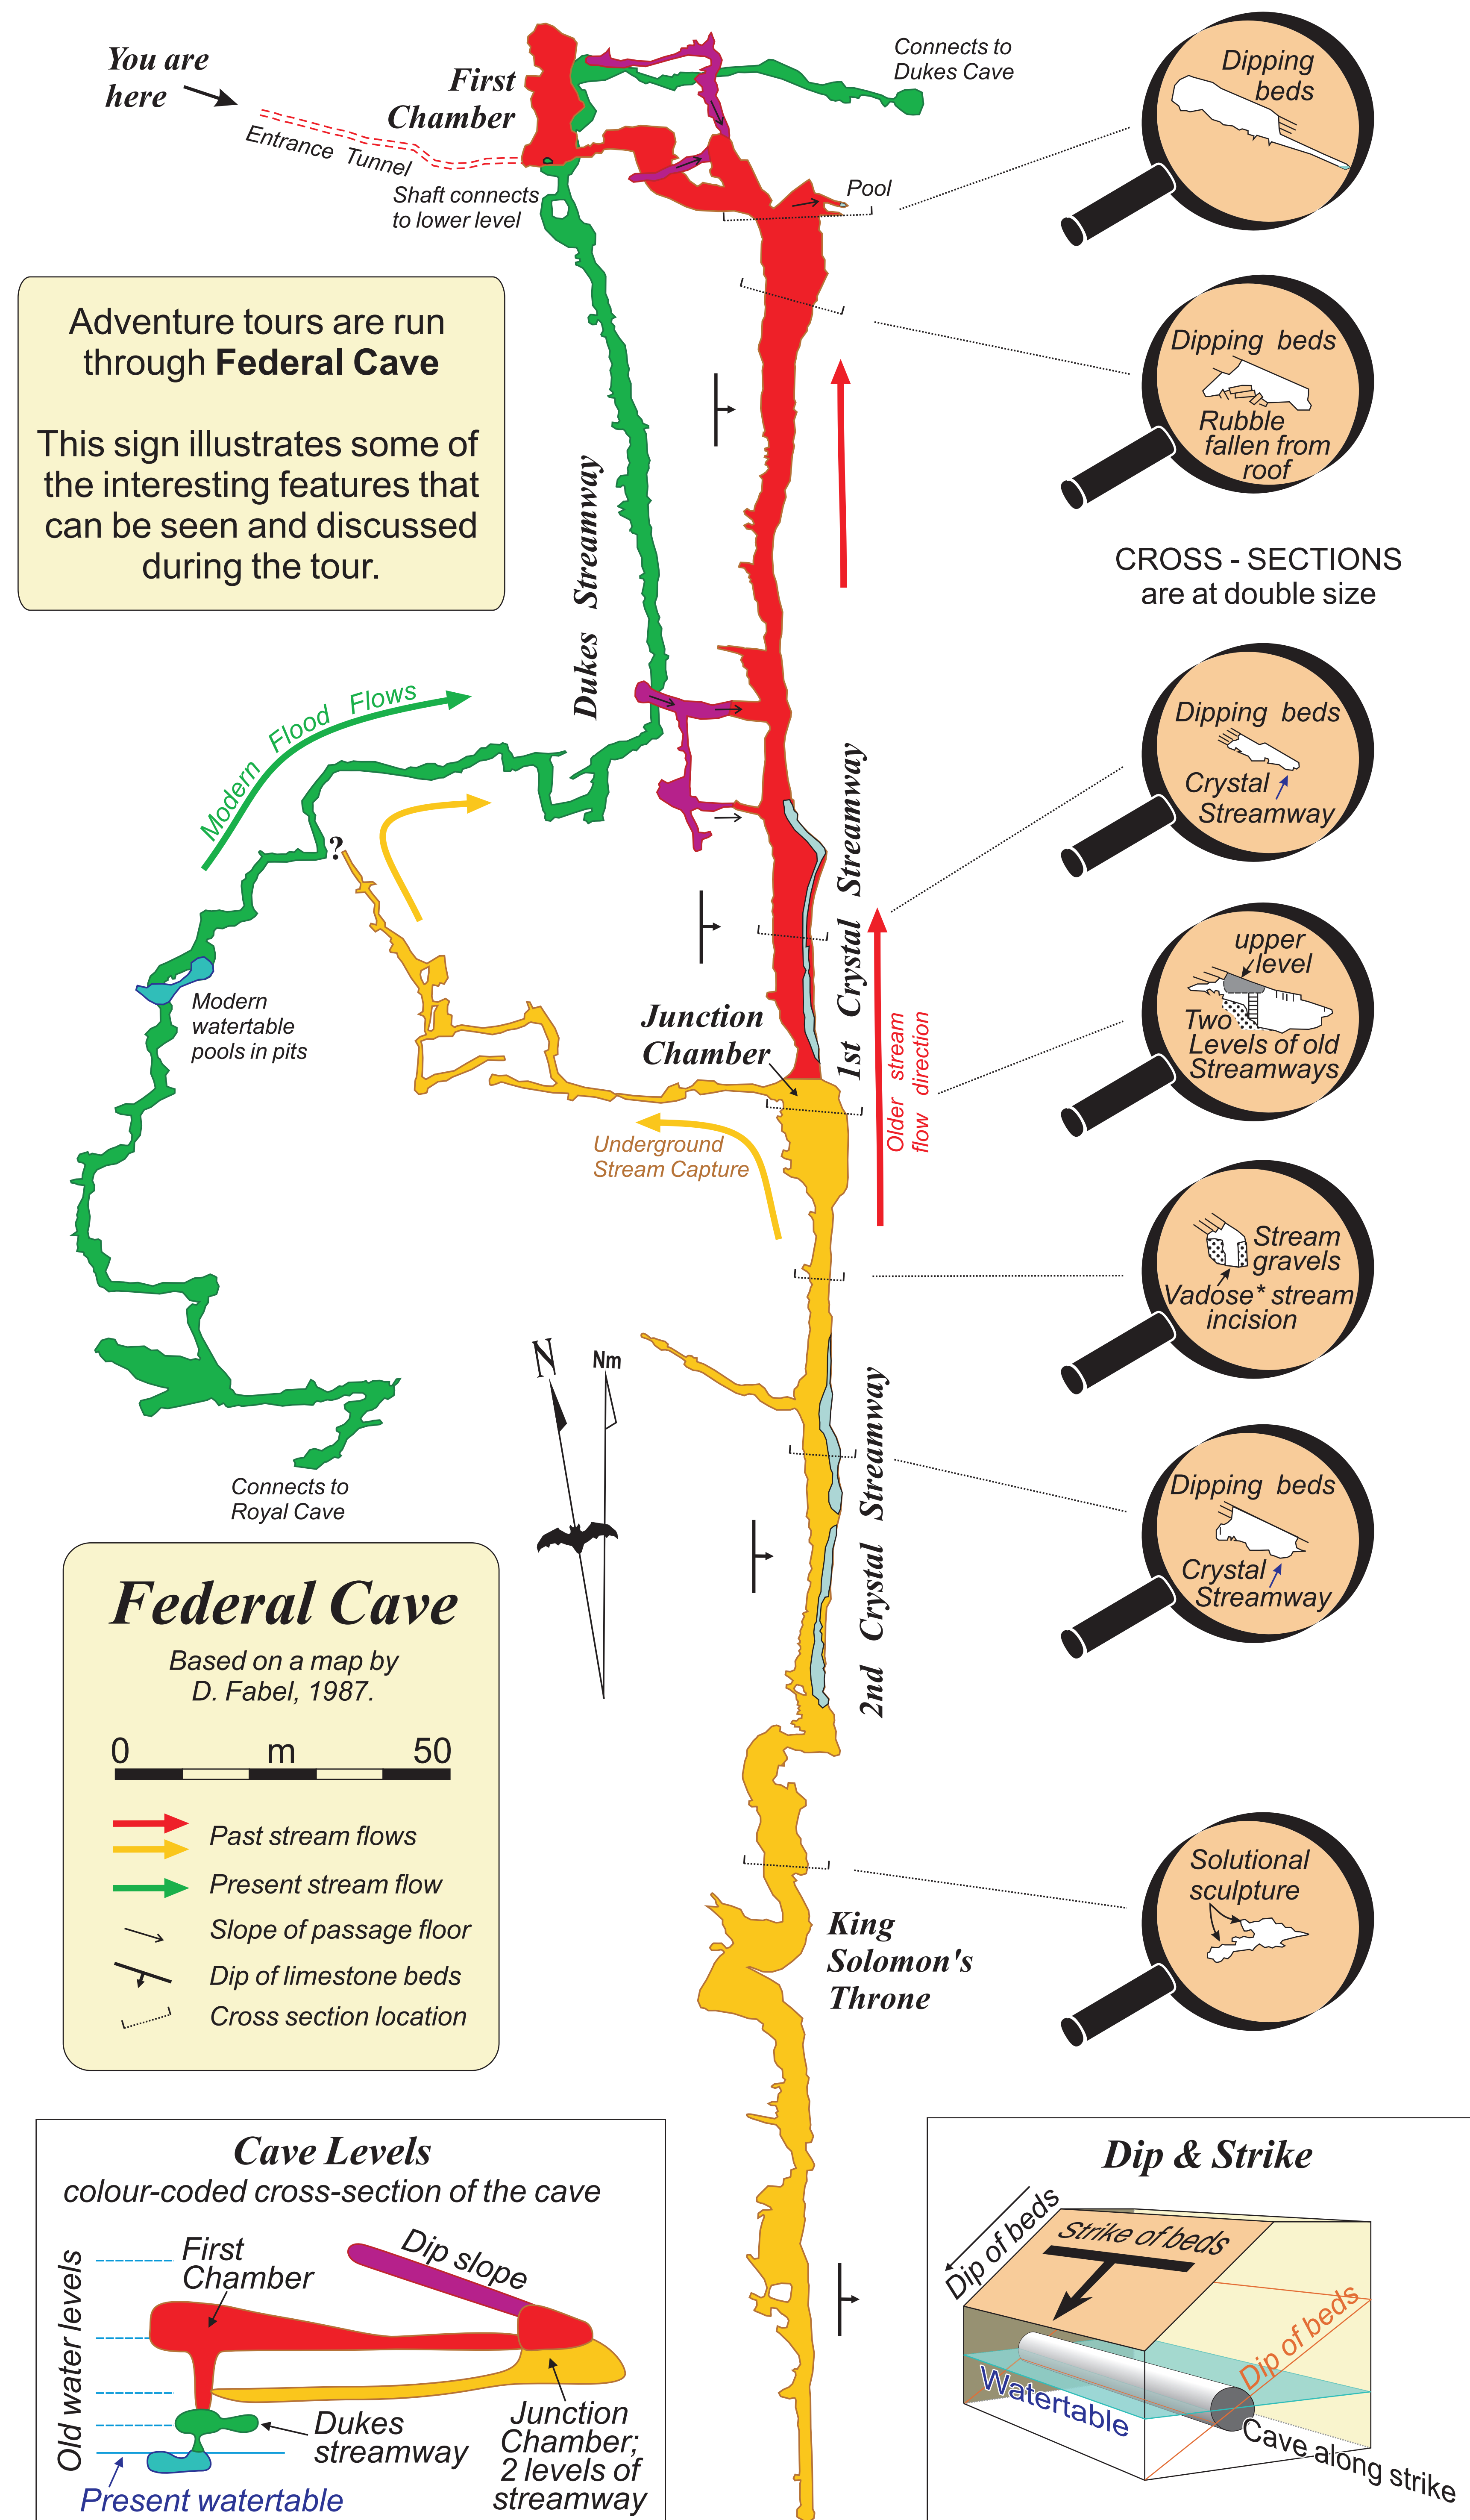 You are
here
Entrance Tunnel
First
Chamber
Shaft connects
to lower level
Connects to
Dukes Cave
Pool
Dipping
beds
Adventure tours are run
through Federal Cave
This sign illustrates some of
the interesting features that
can be seen and discussed
during the tour.
Dipping beds
Rubble
fallen from
roof
CROSS - SECTIONS
are at double size
Dukes Streamway
Modern Flood Flows
?
Modern
watertable
pools in pits
Dipping beds
Crystal
Streamway
1st Crystal Streamway
Junction
Chamber
Older stream
flow direction
upper
level
Two
Levels of old
Streamways
Underground
Stream Capture
Stream
gravels
Vadose* stream
incision
N
Nm
2nd Crystal Streamway
Dipping beds
Crystal
Streamway
Connects to
Royal Cave
Federal Cave
Based on a map by
D. Fabel, 1987.
0 m 50
Past stream flows
Present stream flow
Slope of passage floor
Dip of limestone beds
Cross section location
Solutional
sculpture
King
Solomon's
Throne
Cave Levels
colour-coded cross-section of the cave
Old water levels
First
Chamber
Dip slope
Dukes
streamway
Junction
Chamber;
2 levels of
streamway
Present watertable
Dip & Strike
Dip of beds
Strike of beds
Dip of beds
Watertable
Cave along strike